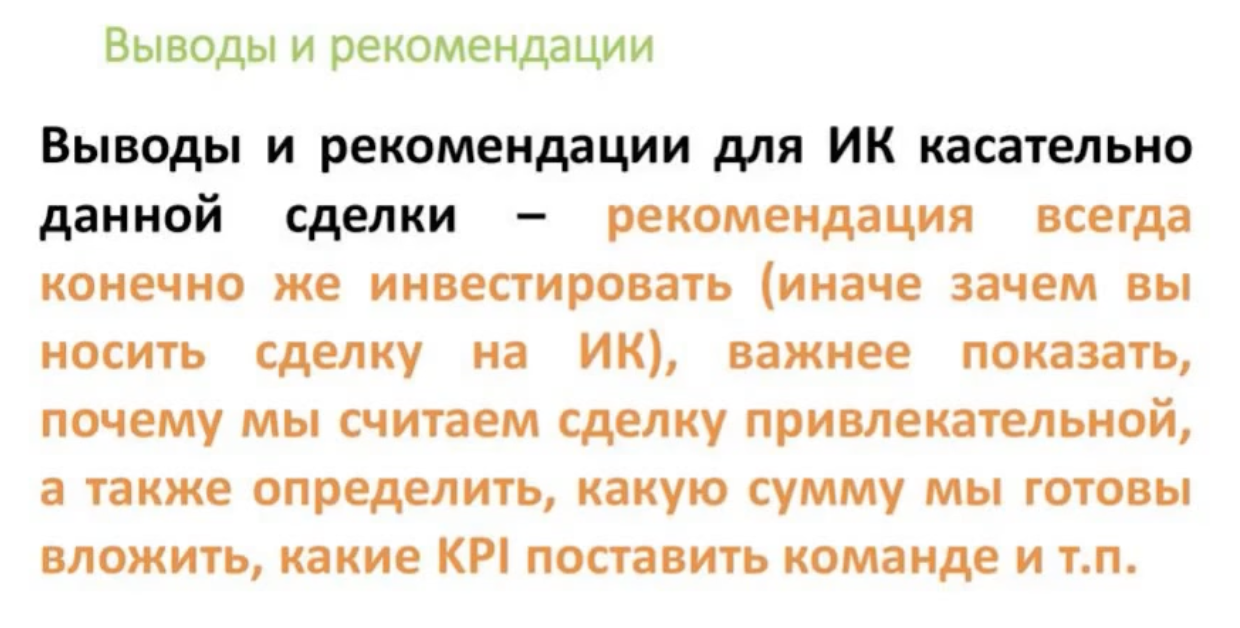 Выводы и рекомендации
Выводы и рекомендации для ИК касательно
данной сделки – рекомендация всегда
конечно же инвестировать (иначе зачем вы
носить сделку на ИК), важнее показать,
почему мы считаем сделку привлекательной,
а также определить, какую сумму мы готовы
вложить, какие KPI поставить команде и т.п.